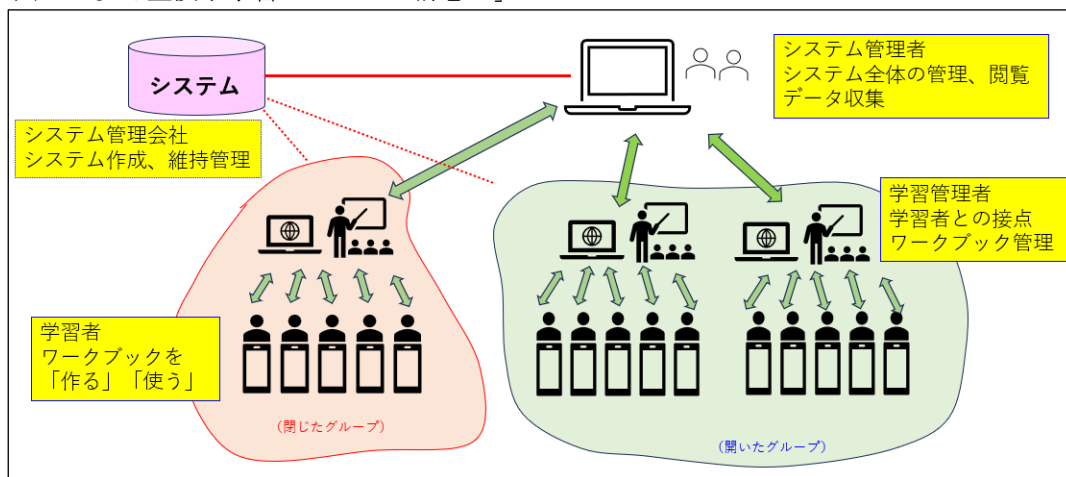 システム
システム管理者
システム全体の管理、閲覧
データ収集
システム管理会社
システム作成、維持管理
学習管理者
学習者との接点
ワークブック管理
学習者
ワークブックを
「作る」「使う」
（閉じたグループ）
（開いたグループ）